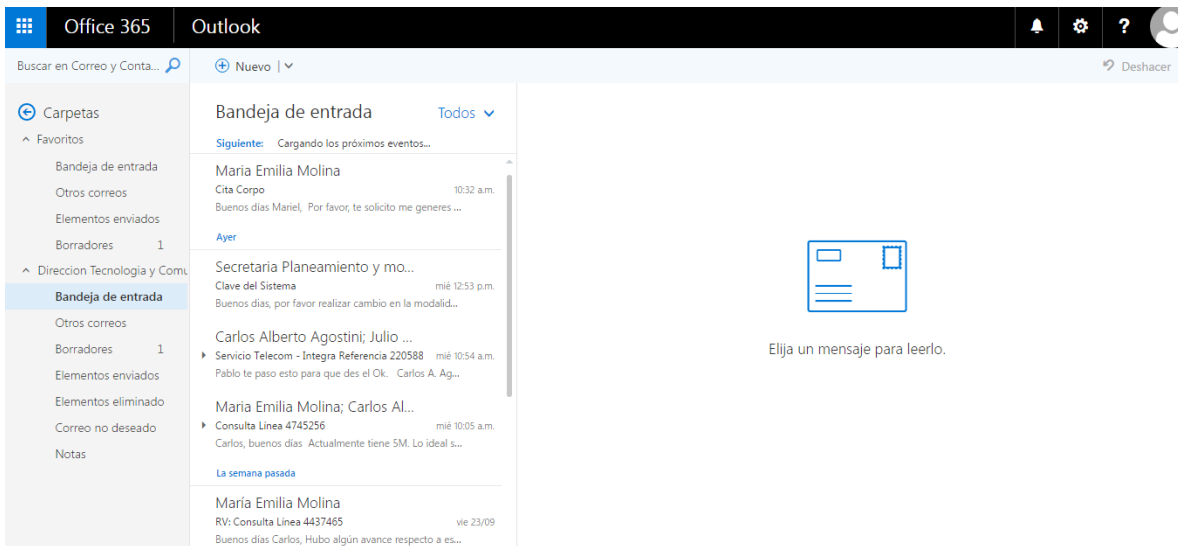 Office 365
Outlook
?
Buscar en Correo y Conta...
Nuevo
Deshacer
Carpetas
Favoritos
Bandeja de entrada
Otros correos
Elementos enviados
Borradores 1
Direccion Tecnologia y Comu
Bandeja de entrada
Otros correos
Borradores 1
Elementos enviados
Elementos eliminado
Correo no deseado
Notas
Bandeja de entrada
Todos
Siguiente: Cargando los próximos eventos...
Maria Emilia Molina
Cita Corpo 10:32 a.m.
Buenos días Mariel, Por favor, te solicito me generes ...
Ayer
Secretaria Planeamiento y mo...
Clave del Sistema mié 12:53 p.m.
Buenos dias, por favor realizar cambio en la modalid...
Carlos Alberto Agostini; Julio ...
Servicio Telecom - Integra Referencia 220588 mié 10:54 a.m.
Pablo te paso esto para que des el Ok. Carlos A. Ag...
Maria Emilia Molina; Carlos Al...
Consulta Línea 4745256 mié 10:05 a.m.
Carlos, buenos días Actualmente tiene 5M. Lo ideal s...
La semana pasada
María Emilia Molina
RV: Consulta Línea 4437465 vie 23/09
Buenos días Carlos, Hubo algún avance respecto a es...
Elija un mensaje para leerlo.